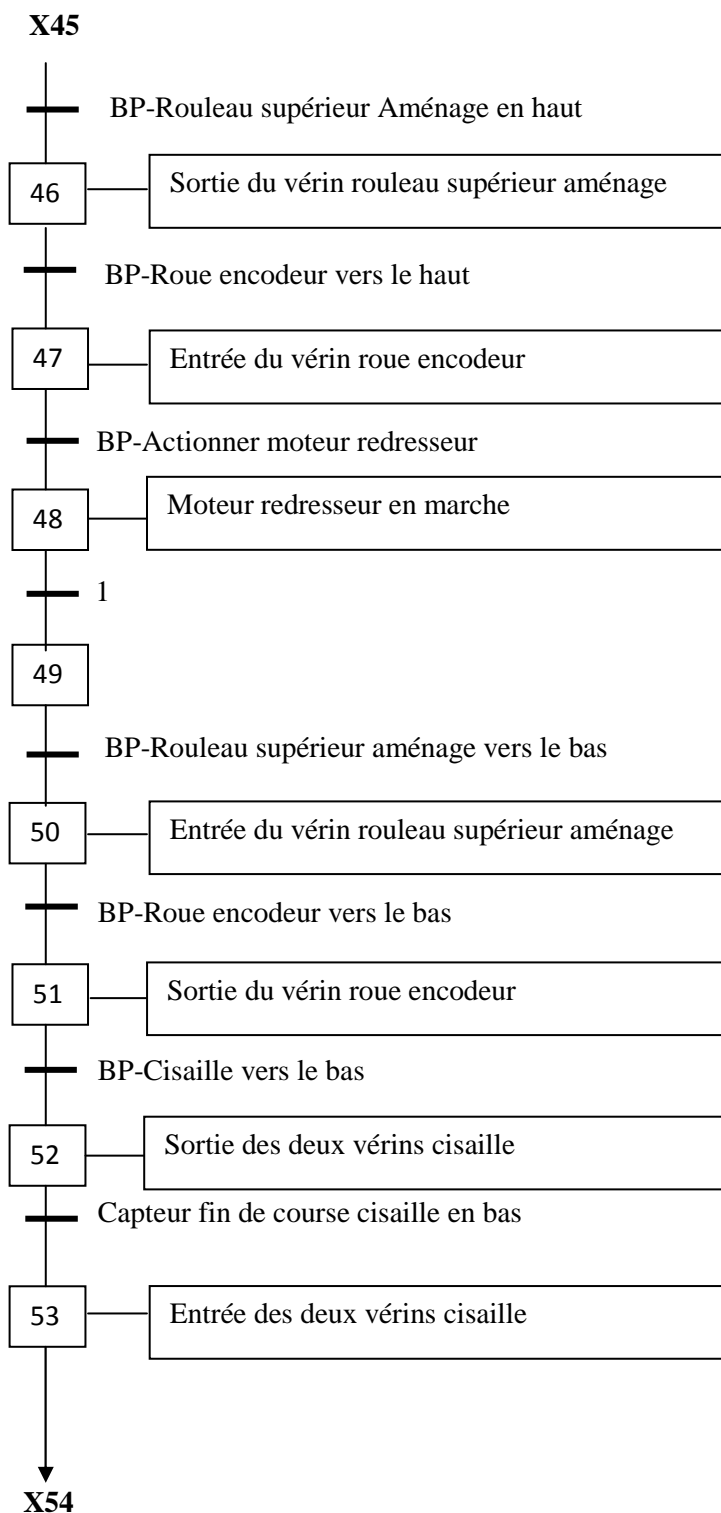 X45
BP-Rouleau supérieur Aménage en haut
46
Sortie du vérin rouleau supérieur aménage
BP-Roue encodeur vers le haut
47
Entrée du vérin roue encodeur
BP-Actionner moteur redresseur
48
Moteur redresseur en marche
1
49
BP-Rouleau supérieur aménage vers le bas
50
Entrée du vérin rouleau supérieur aménage
BP-Roue encodeur vers le bas
51
Sortie du vérin roue encodeur
BP-Cisaille vers le bas
52
Sortie des deux vérins cisaille
Capteur fin de course cisaille en bas
53
Entrée des deux vérins cisaille
X54